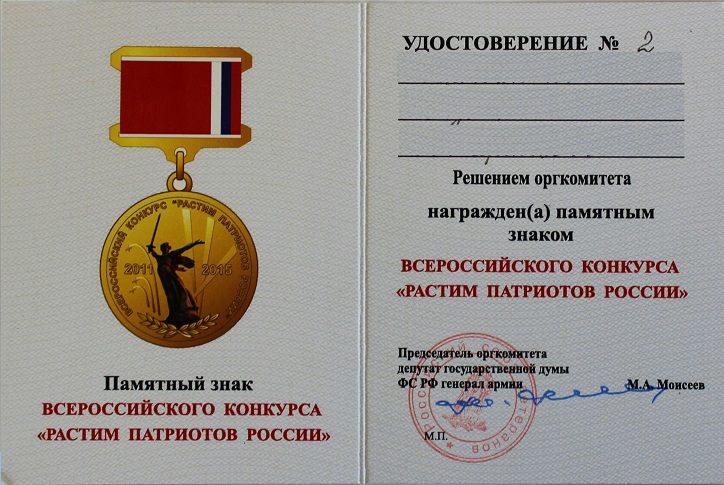 ВСЕРОССИЙСКИЙ КОНКУРС "РАСТИМ ПАТРИОТОВ РОССИИ"
2011 2015
Памятный знак
ВСЕРОССИЙСКОГО КОНКУРСА
«РАСТИМ ПАТРИОТОВ РОССИИ»
УДОСТОВЕРЕНИЕ № 2
Решением оргкомитета
награжден(а) памятным
знаком
ВСЕРОССИЙСКОГО КОНКУРСА
«РАСТИМ ПАТРИОТОВ РОССИИ»
Председатель оргкомитета
депутат государственной думы
ФС РФ генерал армии М.А. Моисеев
М.П.